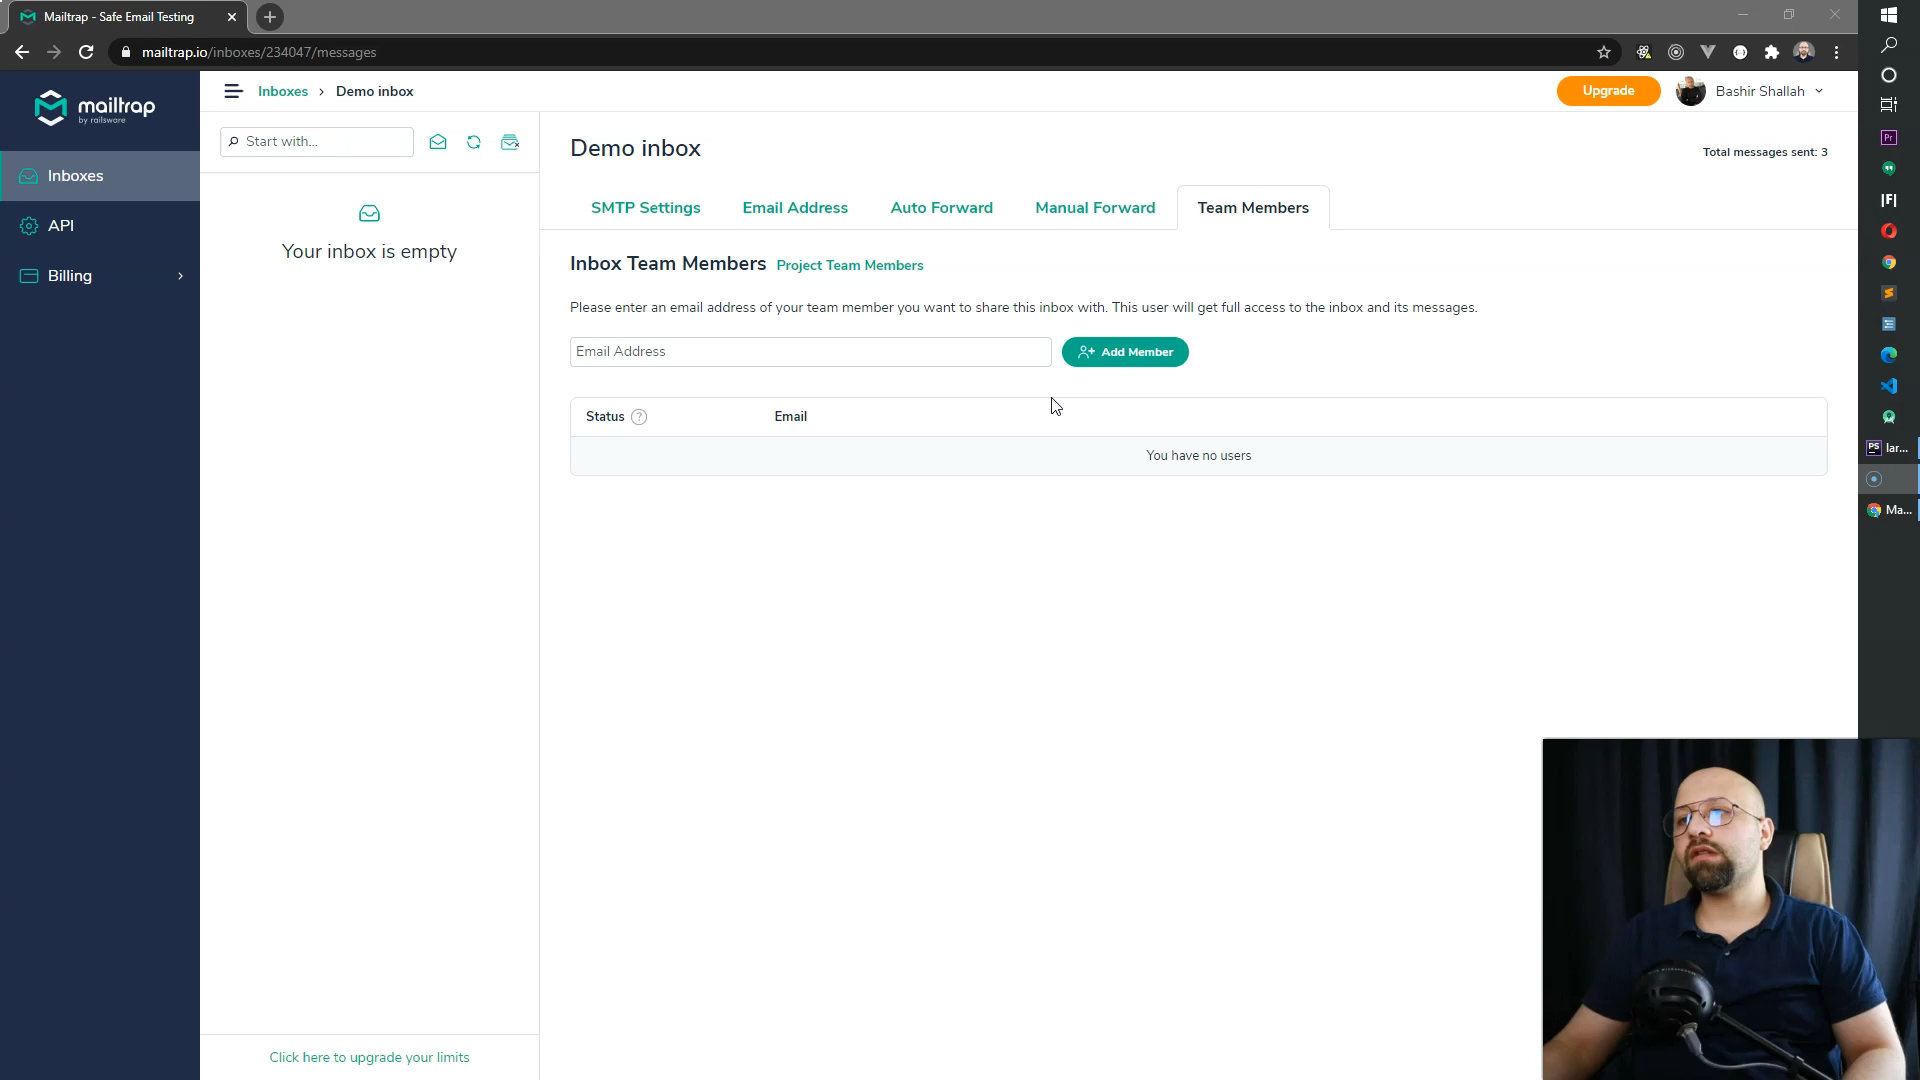 Mailtrap - Safe Email Testing
mailtrap.io/inboxes/234047/messages
mailtrap
by railsware
Inboxes
API
Billing
Inboxes > Demo inbox
Upgrade
Bashir Shallah
Start with...
Your inbox is empty
Click here to upgrade your limits
Demo inbox
Total messages sent: 3
SMTP Settings
Email Address
Auto Forward
Manual Forward
Team Members
Inbox Team Members
Project Team Members
Please enter an email address of your team member you want to share this inbox with. This user will get full access to the inbox and its messages.
Email Address
Add Member
Status ?
Email
You have no users
Pr
|F|
PS
lar...
Ma...